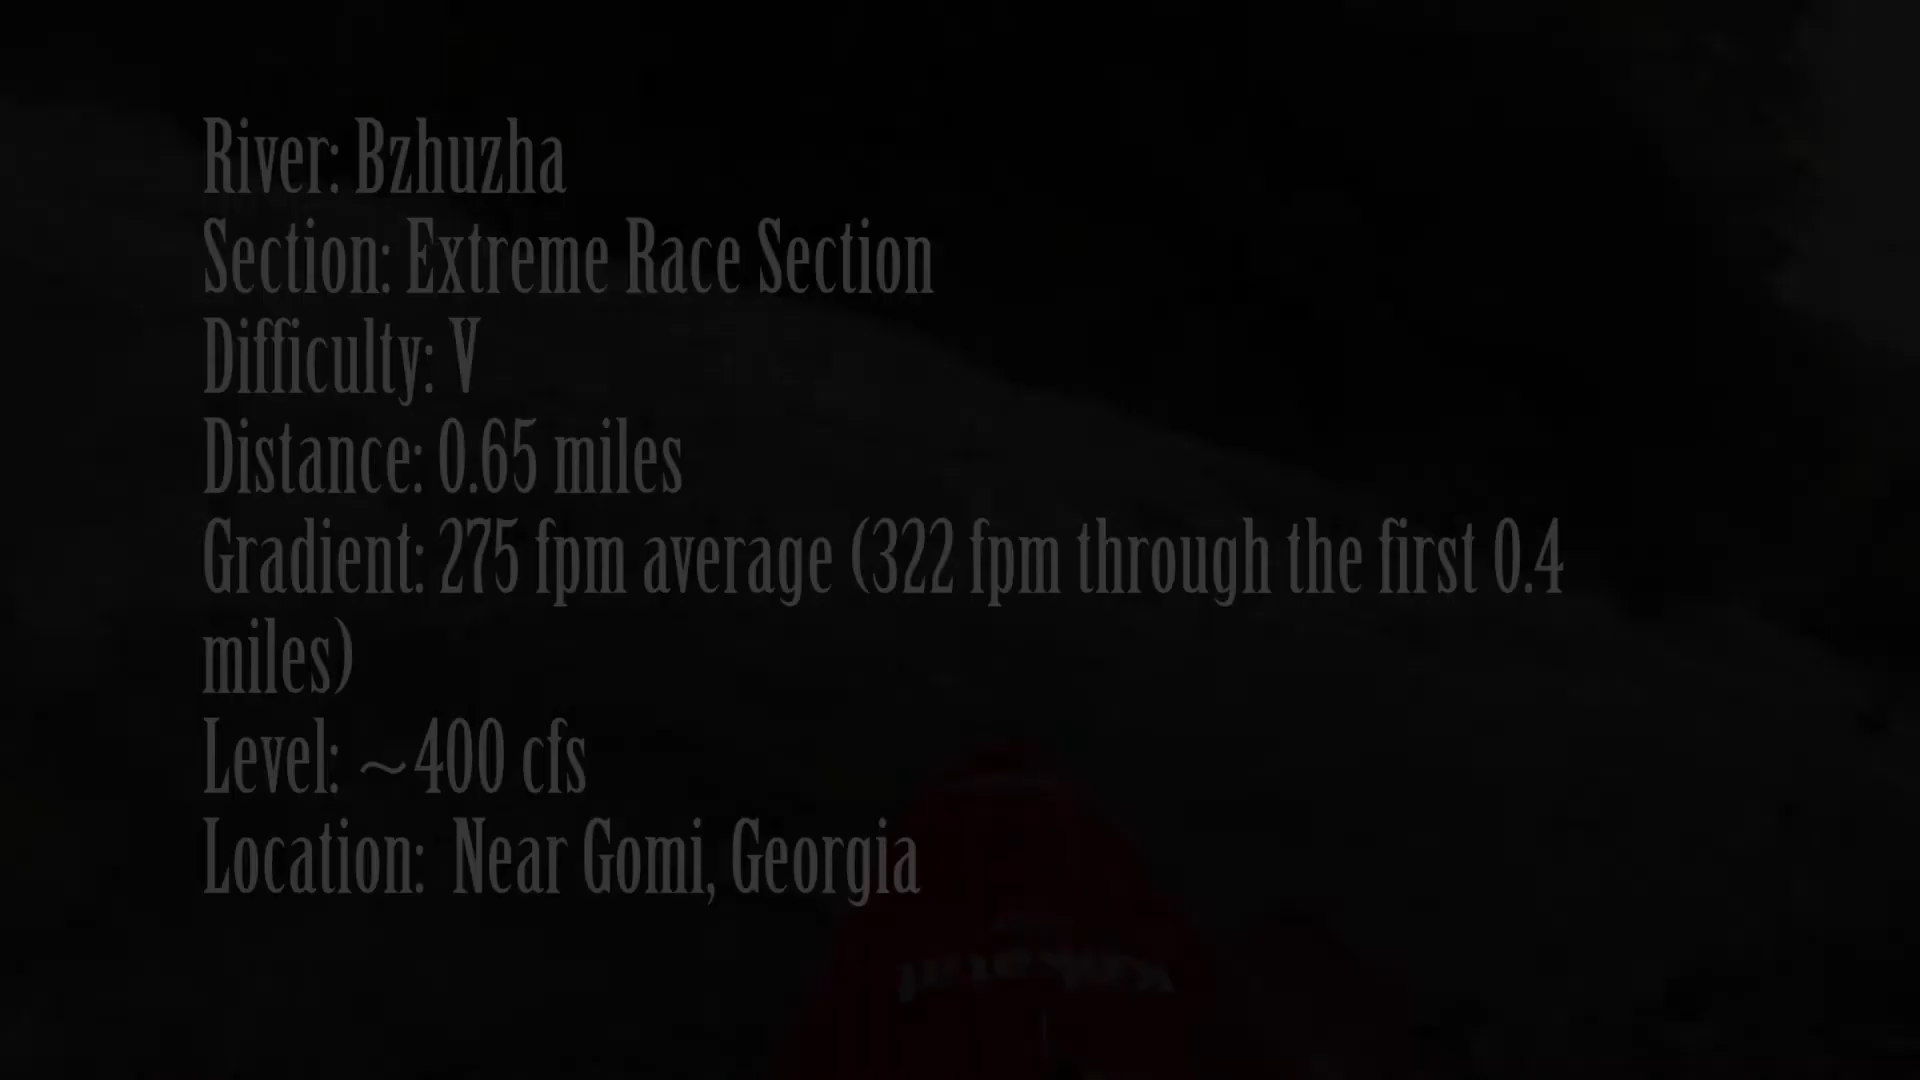 River: Bzhuzha
Section: Extreme Race Section
Difficulty: V
Distance: 0.65 miles
Gradient: 275 fpm average (322 fpm through the first 0.4
miles)
Level: ~400 cfs
Location: Near Gomi, Georgia